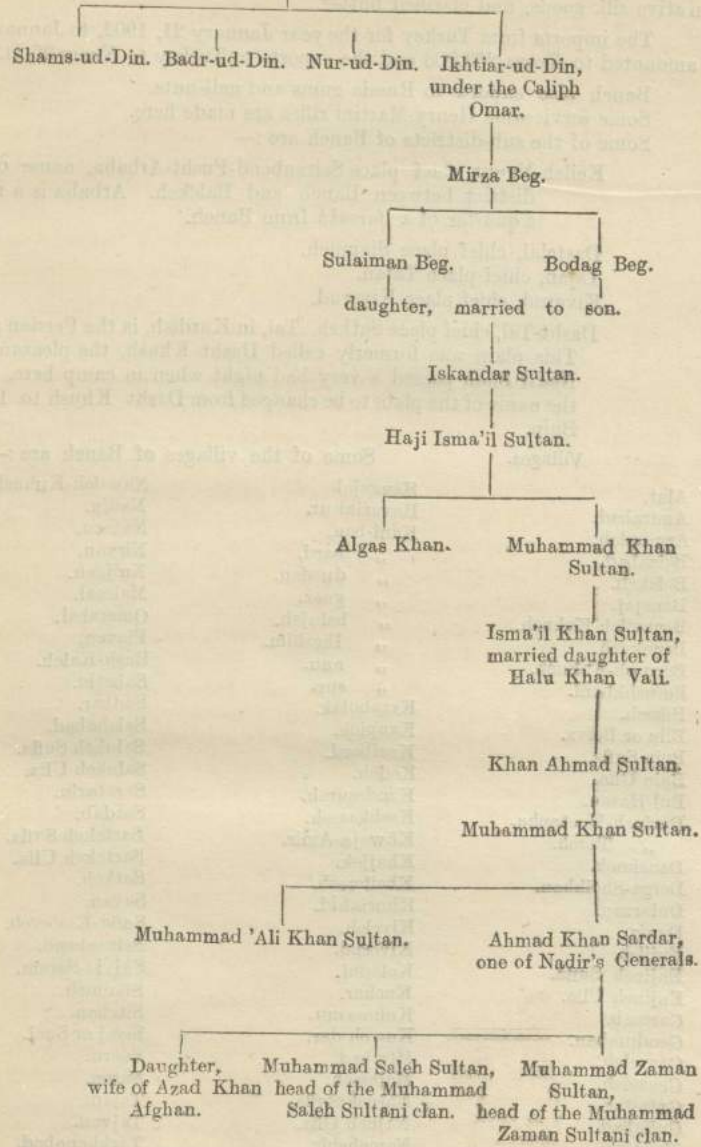 Shams-ud-Din. Badr-ud-Din. Nur-ud-Din. Ikhtiar-ud-Din,
under the Caliph
Omar.
Mirza Beg.
Sulaiman Beg. Bodag Beg.
daughter, married to son.
Iskandar Sultan.
Haji Isma'il Sultan.
Algas Khan. Muhammad Khan
Sultan.
Isma'il Khan Sultan,
married daughter of
Halu Khan Vali.
Khan Ahmad Sultan.
Muhammad Khan Sultan.
Muhammad 'Ali Khan Sultan. Ahmad Khan Sardar,
one of Nadir's Generals.
Daughter, Muhammad Saleh Sultan, Muhammad Zaman
wife of Azad Khan head of the Muhammad Sultan,
Afghan. Saleh Sultani clan. head of the Muhammad
Zaman Sultani clan.